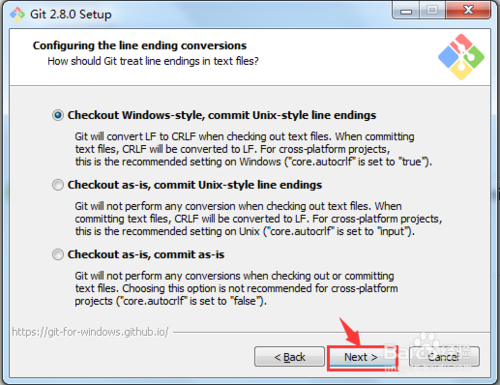 Git 2.8.0 Setup
Configuring the line ending conversions
How should Git treat line endings in text files?
Checkout Windows-style, commit Unix-style line endings
Git will convert LF to CRLF when checking out text files. When committing
text files, CRLF will be converted to LF. For cross-platform projects,
this is the recommended setting on Windows ("core.autocrlf" is set to "true").
Checkout as-is, commit Unix-style line endings
Git will not perform any conversion when checking out text files. When
committing text files, CRLF will be converted to LF. For cross-platform projects,
this is the recommended setting on Unix ("core.autocrlf" is set to "input").
Checkout as-is, commit as-is
Git will not perform any conversions when checking out or committing
text files. Choosing this option is not recommended for cross-platform
projects ("core.autocrlf" is set to "false").
https://git-for-windows.github.io/
< Back
Next >
Cancel